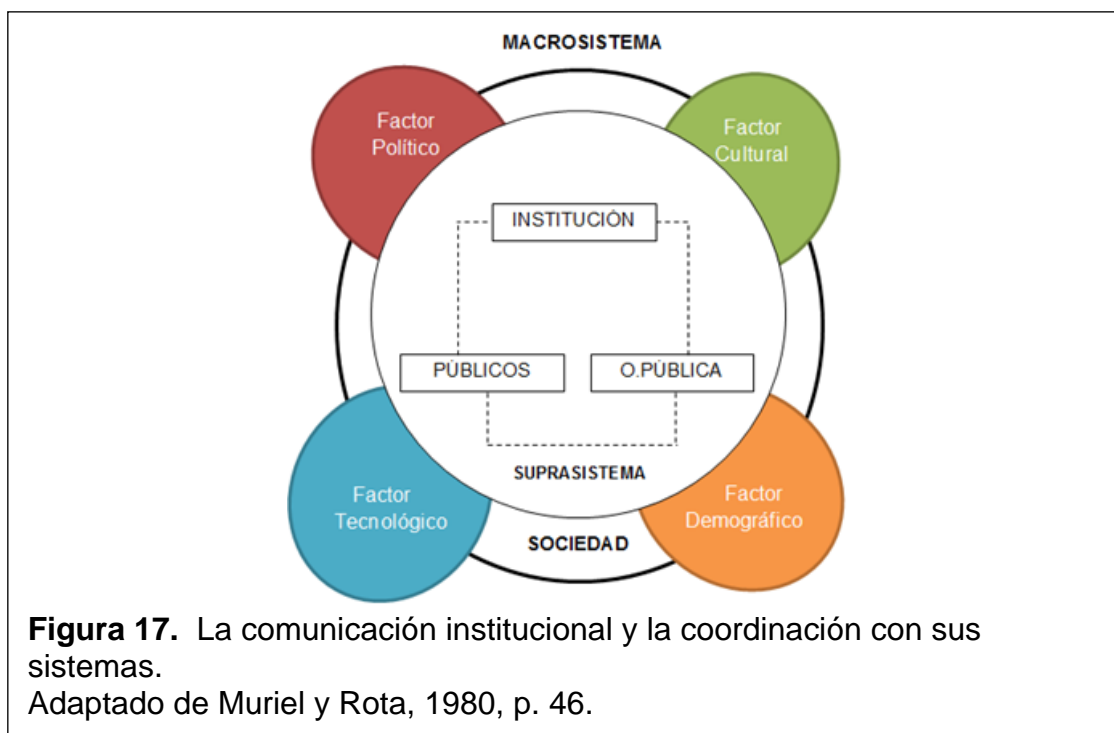 MACROSISTEMA
Factor
Político
Factor
Cultural
INSTITUCIÓN
PÚBLICOS
O.PÚBLICA
SUPRASISTEMA
Factor
Tecnológico
Factor
Demográfico
SOCIEDAD
Figura 17. La comunicación institucional y la coordinación con sus
sistemas.
Adaptado de Muriel y Rota, 1980, p. 46.